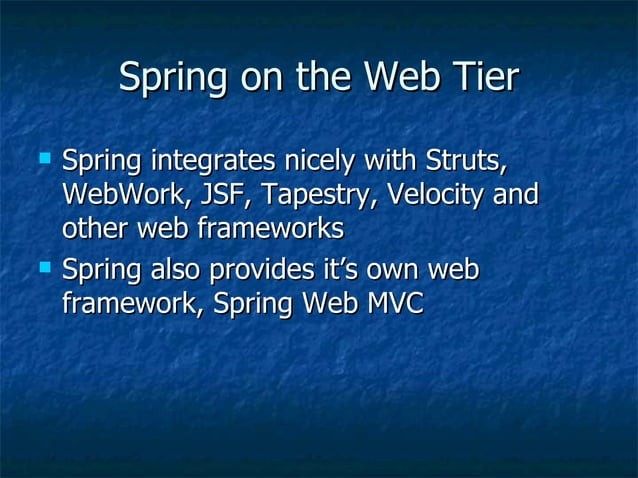 Spring on the Web Tier
Spring integrates nicely with Struts,
WebWork, JSF, Tapestry, Velocity and
other web frameworks
Spring also provides it’s own web
framework, Spring Web MVC